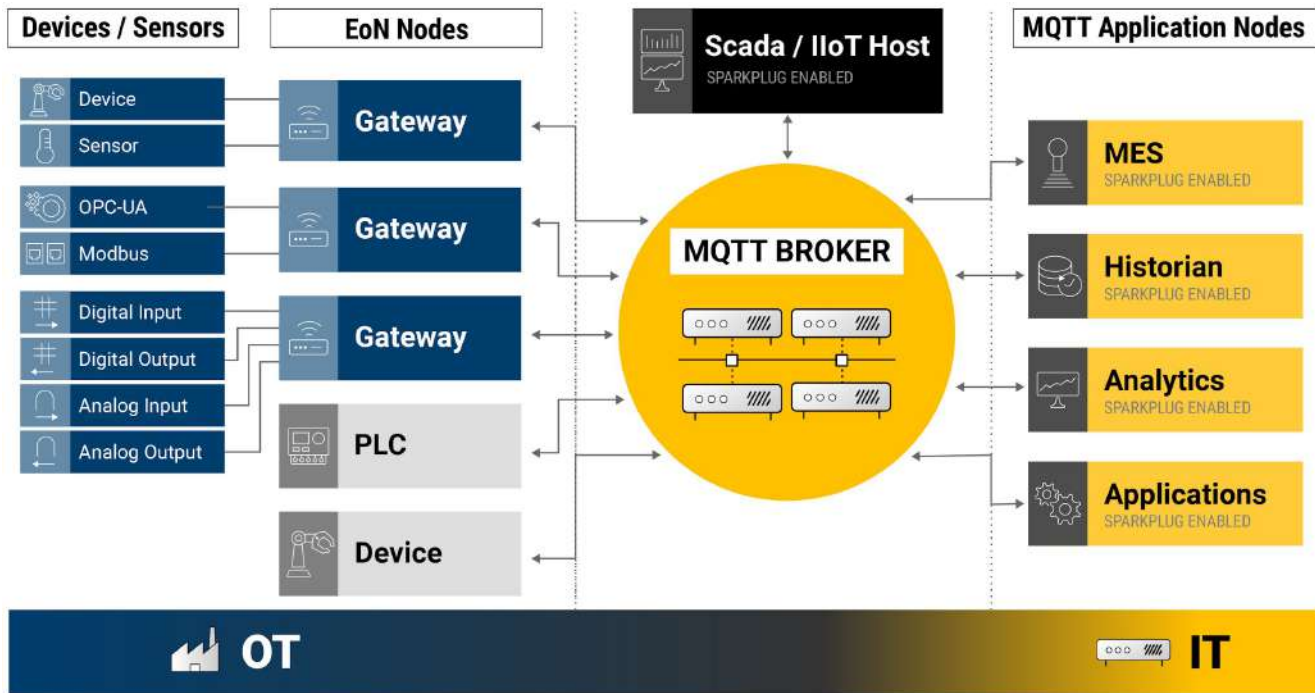 Devices / Sensors
EoN Nodes
Scada / IIoT Host
SPARKPLUG ENABLED
MQTT Application Nodes
Device
Sensor
OPC-UA
Modbus
Digital Input
Digital Output
Analog Input
Analog Output
Gateway
Gateway
Gateway
PLC
Device
MQTT BROKER
MES
SPARKPLUG ENABLED
Historian
SPARKPLUG ENABLED
Analytics
SPARKPLUG ENABLED
Applications
SPARKPLUG ENABLED
OT
IT